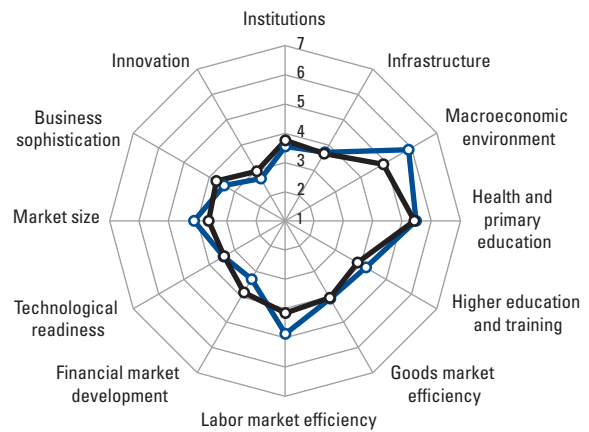 Institutions
7
6
5
4
3
2
1
Infrastructure
Macroeconomic
environment
Health and
primary
education
Higher education
and training
Goods market
efficiency
Labor market efficiency
Financial market
development
Technological
readiness
Market size
Business
sophistication
Innovation